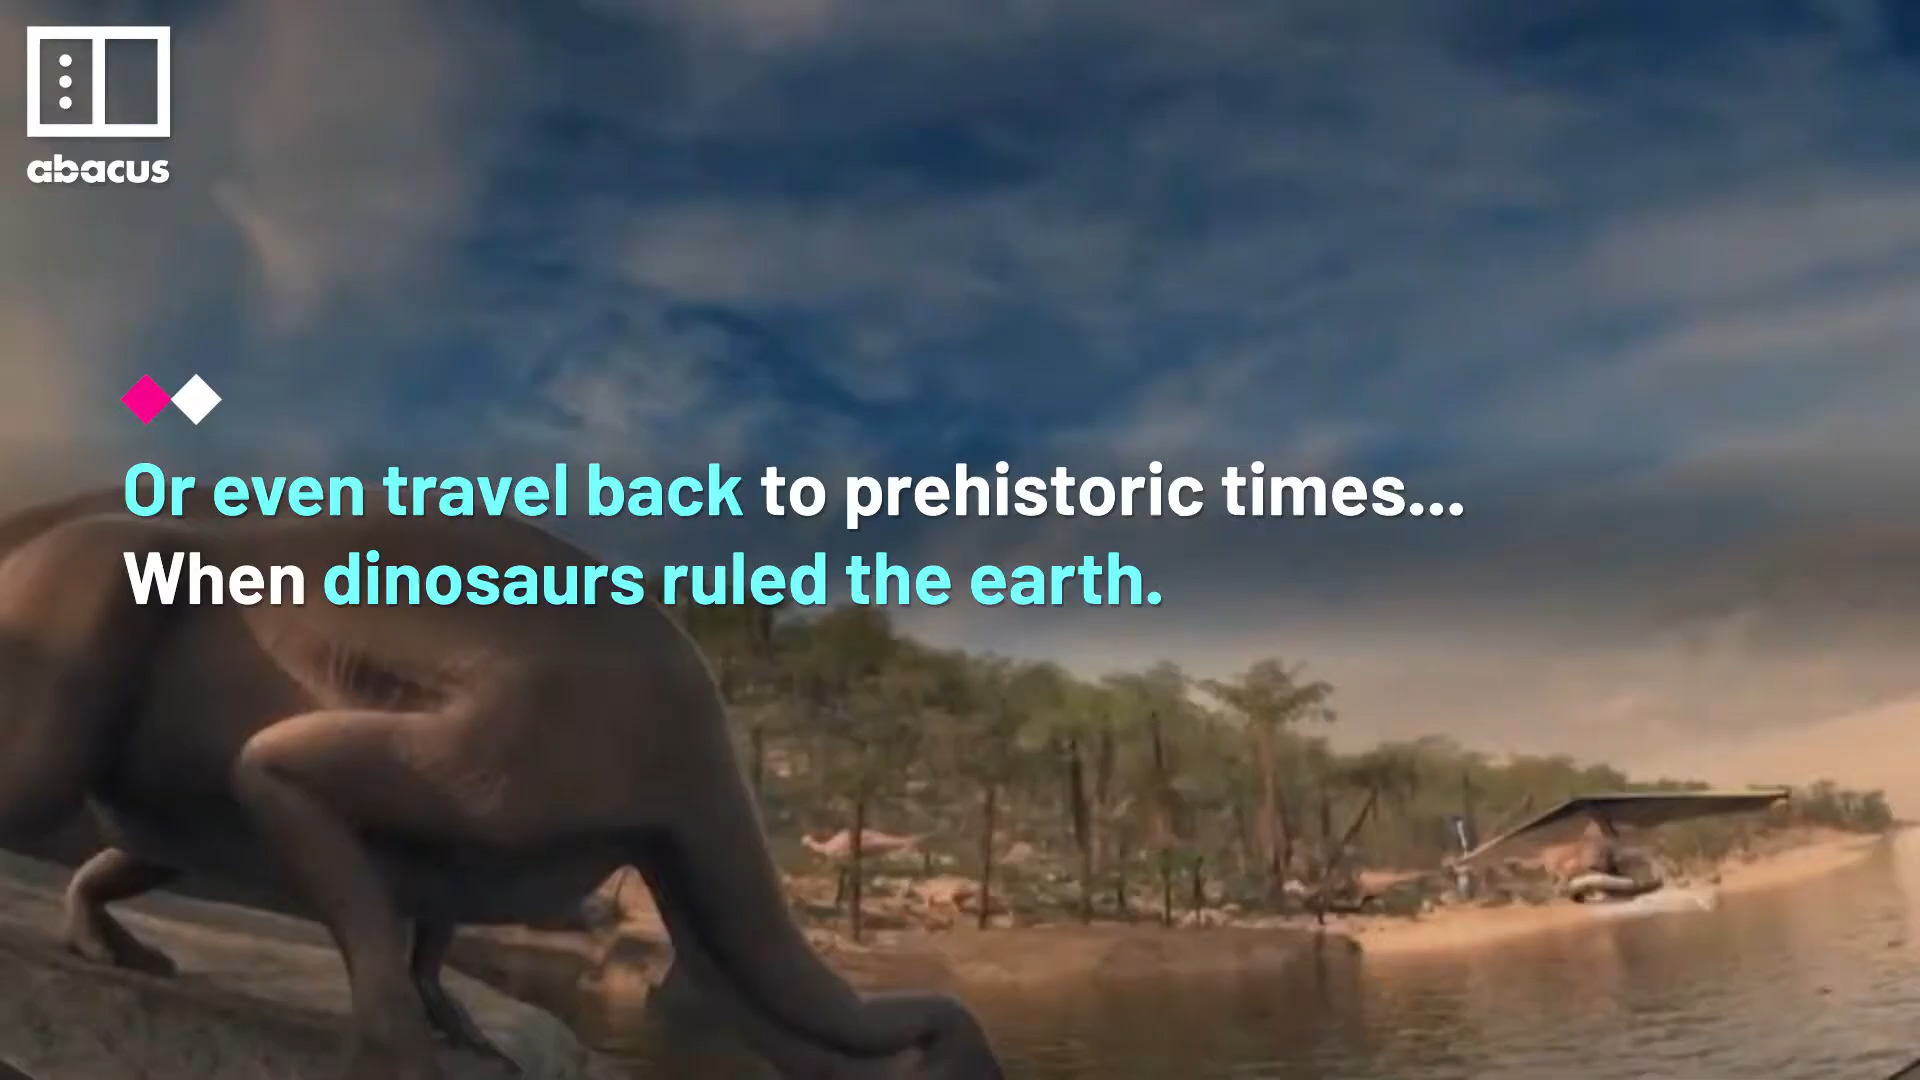 abacus
Or even travel back to prehistoric times...
When dinosaurs ruled the earth.